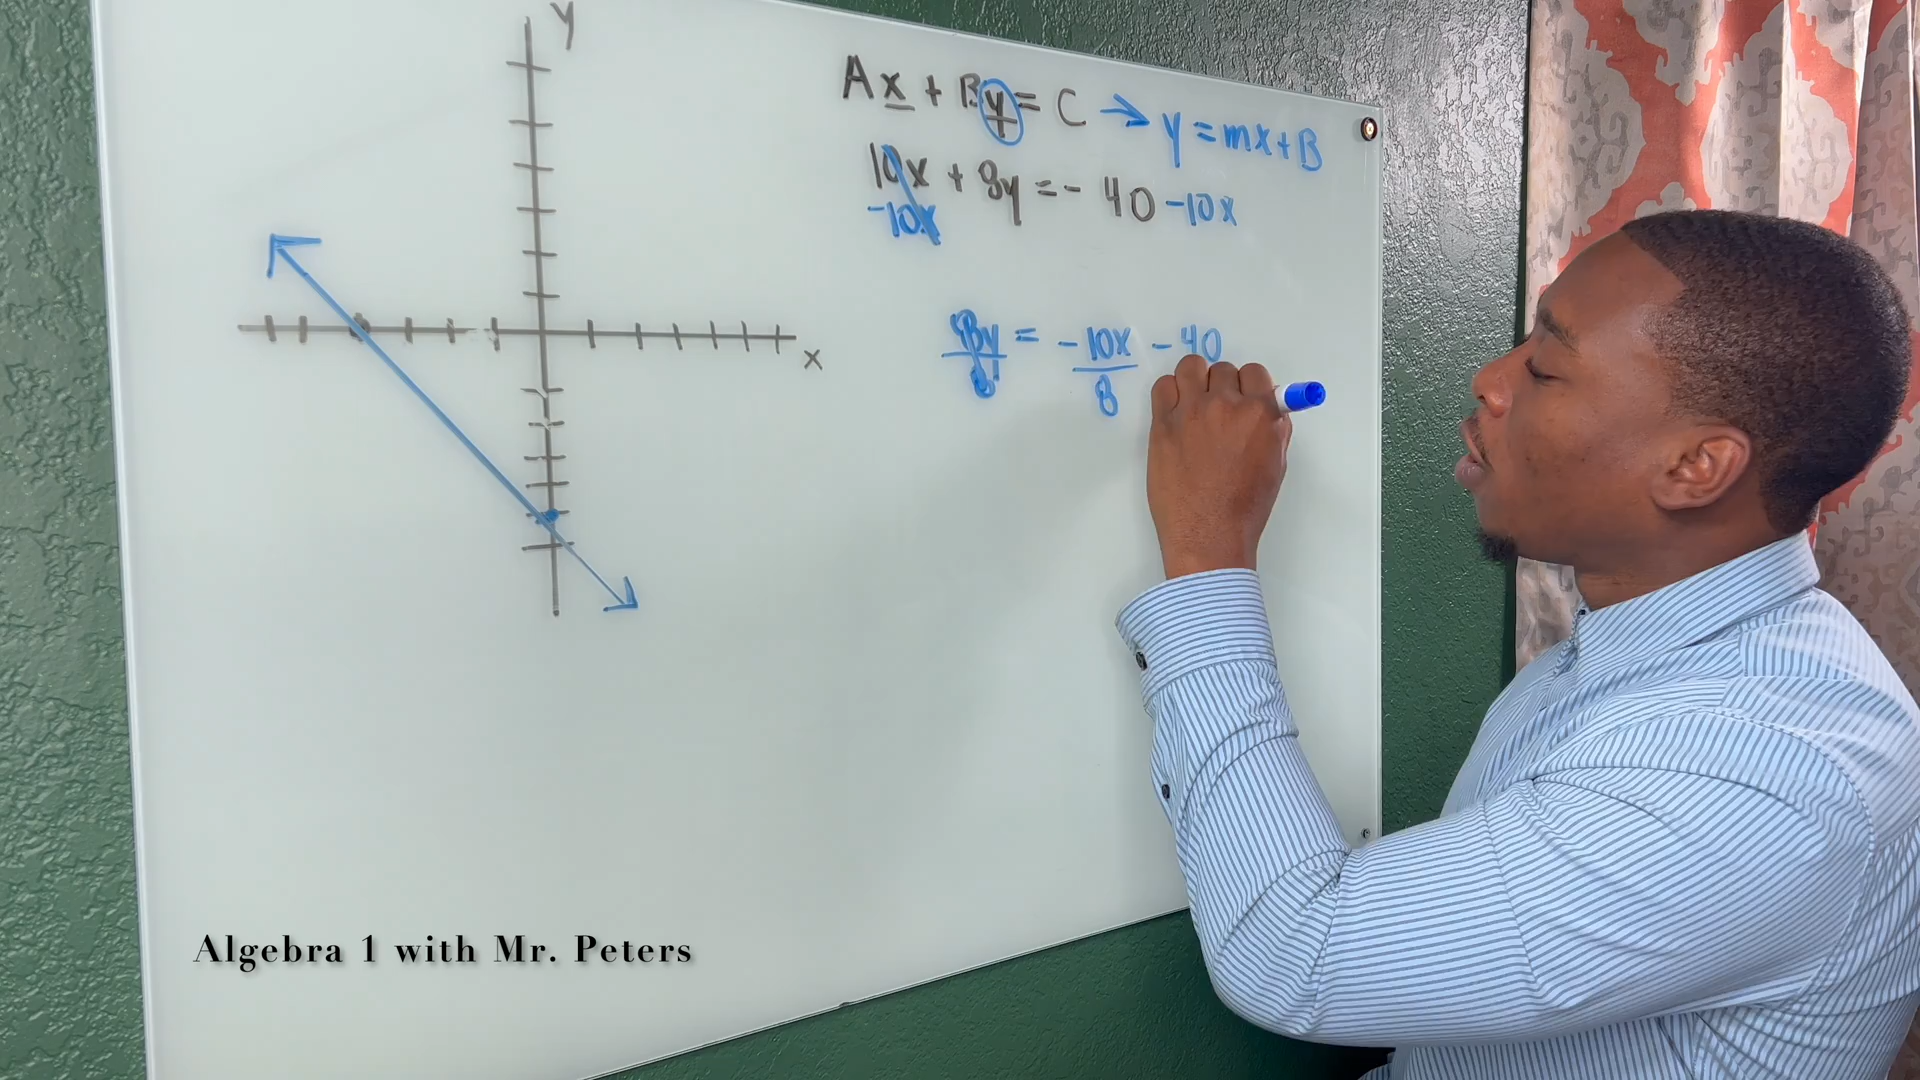 y
x
Ax + By = C → y = mx + B
10x + 8y = - 40 - 10x
-10x
8y = -10x - 40
8 8
Algebra 1 with Mr. Peters